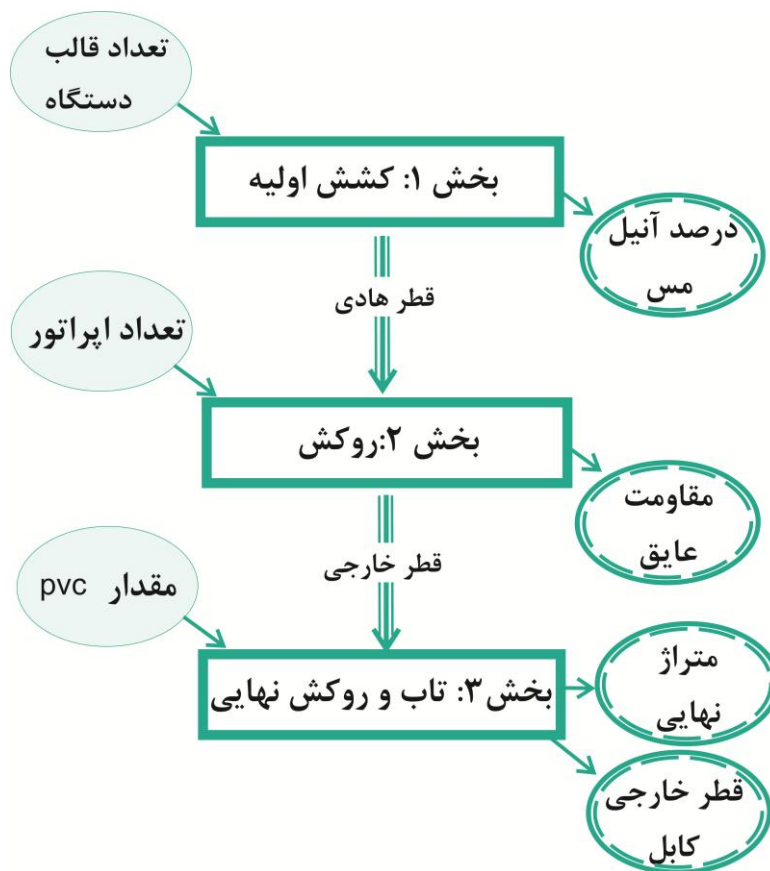 تعداد قالب
دستگاه
بخش ۱: کشش اولیه
درصد آنیل
مس
قطر هادی
تعداد اپراتور
بخش ۲:روکش
مقاومت
عایق
قطر خارجی
مقدار pvc
متراژ
نهایی
بخش۳: تاب و روکش نهایی
قطر خارجی
کابل